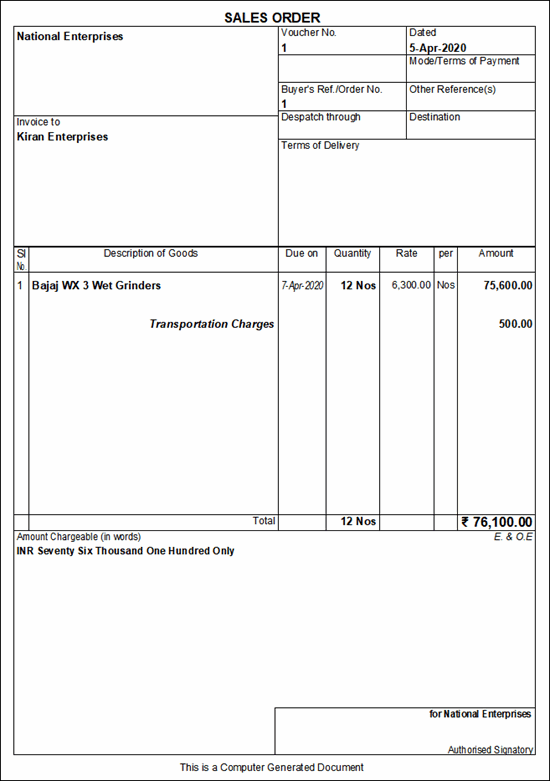 SALES ORDER
National Enterprises
Voucher No.
1
Dated
5-Apr-2020
Mode/Terms of Payment
Buyer's Ref./Order No.
1
Other Reference(s)
Invoice to
Kiran Enterprises
Despatch through
Destination
Terms of Delivery
Sl No. Description of Goods Due on Quantity Rate per Amount
1 Bajaj WX 3 Wet Grinders 7-Apr-2020 12 Nos 6,300.00 Nos 75,600.00
Transportation Charges 500.00
Total 12 Nos ₹ 76,100.00
Amount Chargeable (in words) E. & O.E
INR Seventy Six Thousand One Hundred Only
for National Enterprises
Authorised Signatory
This is a Computer Generated Document